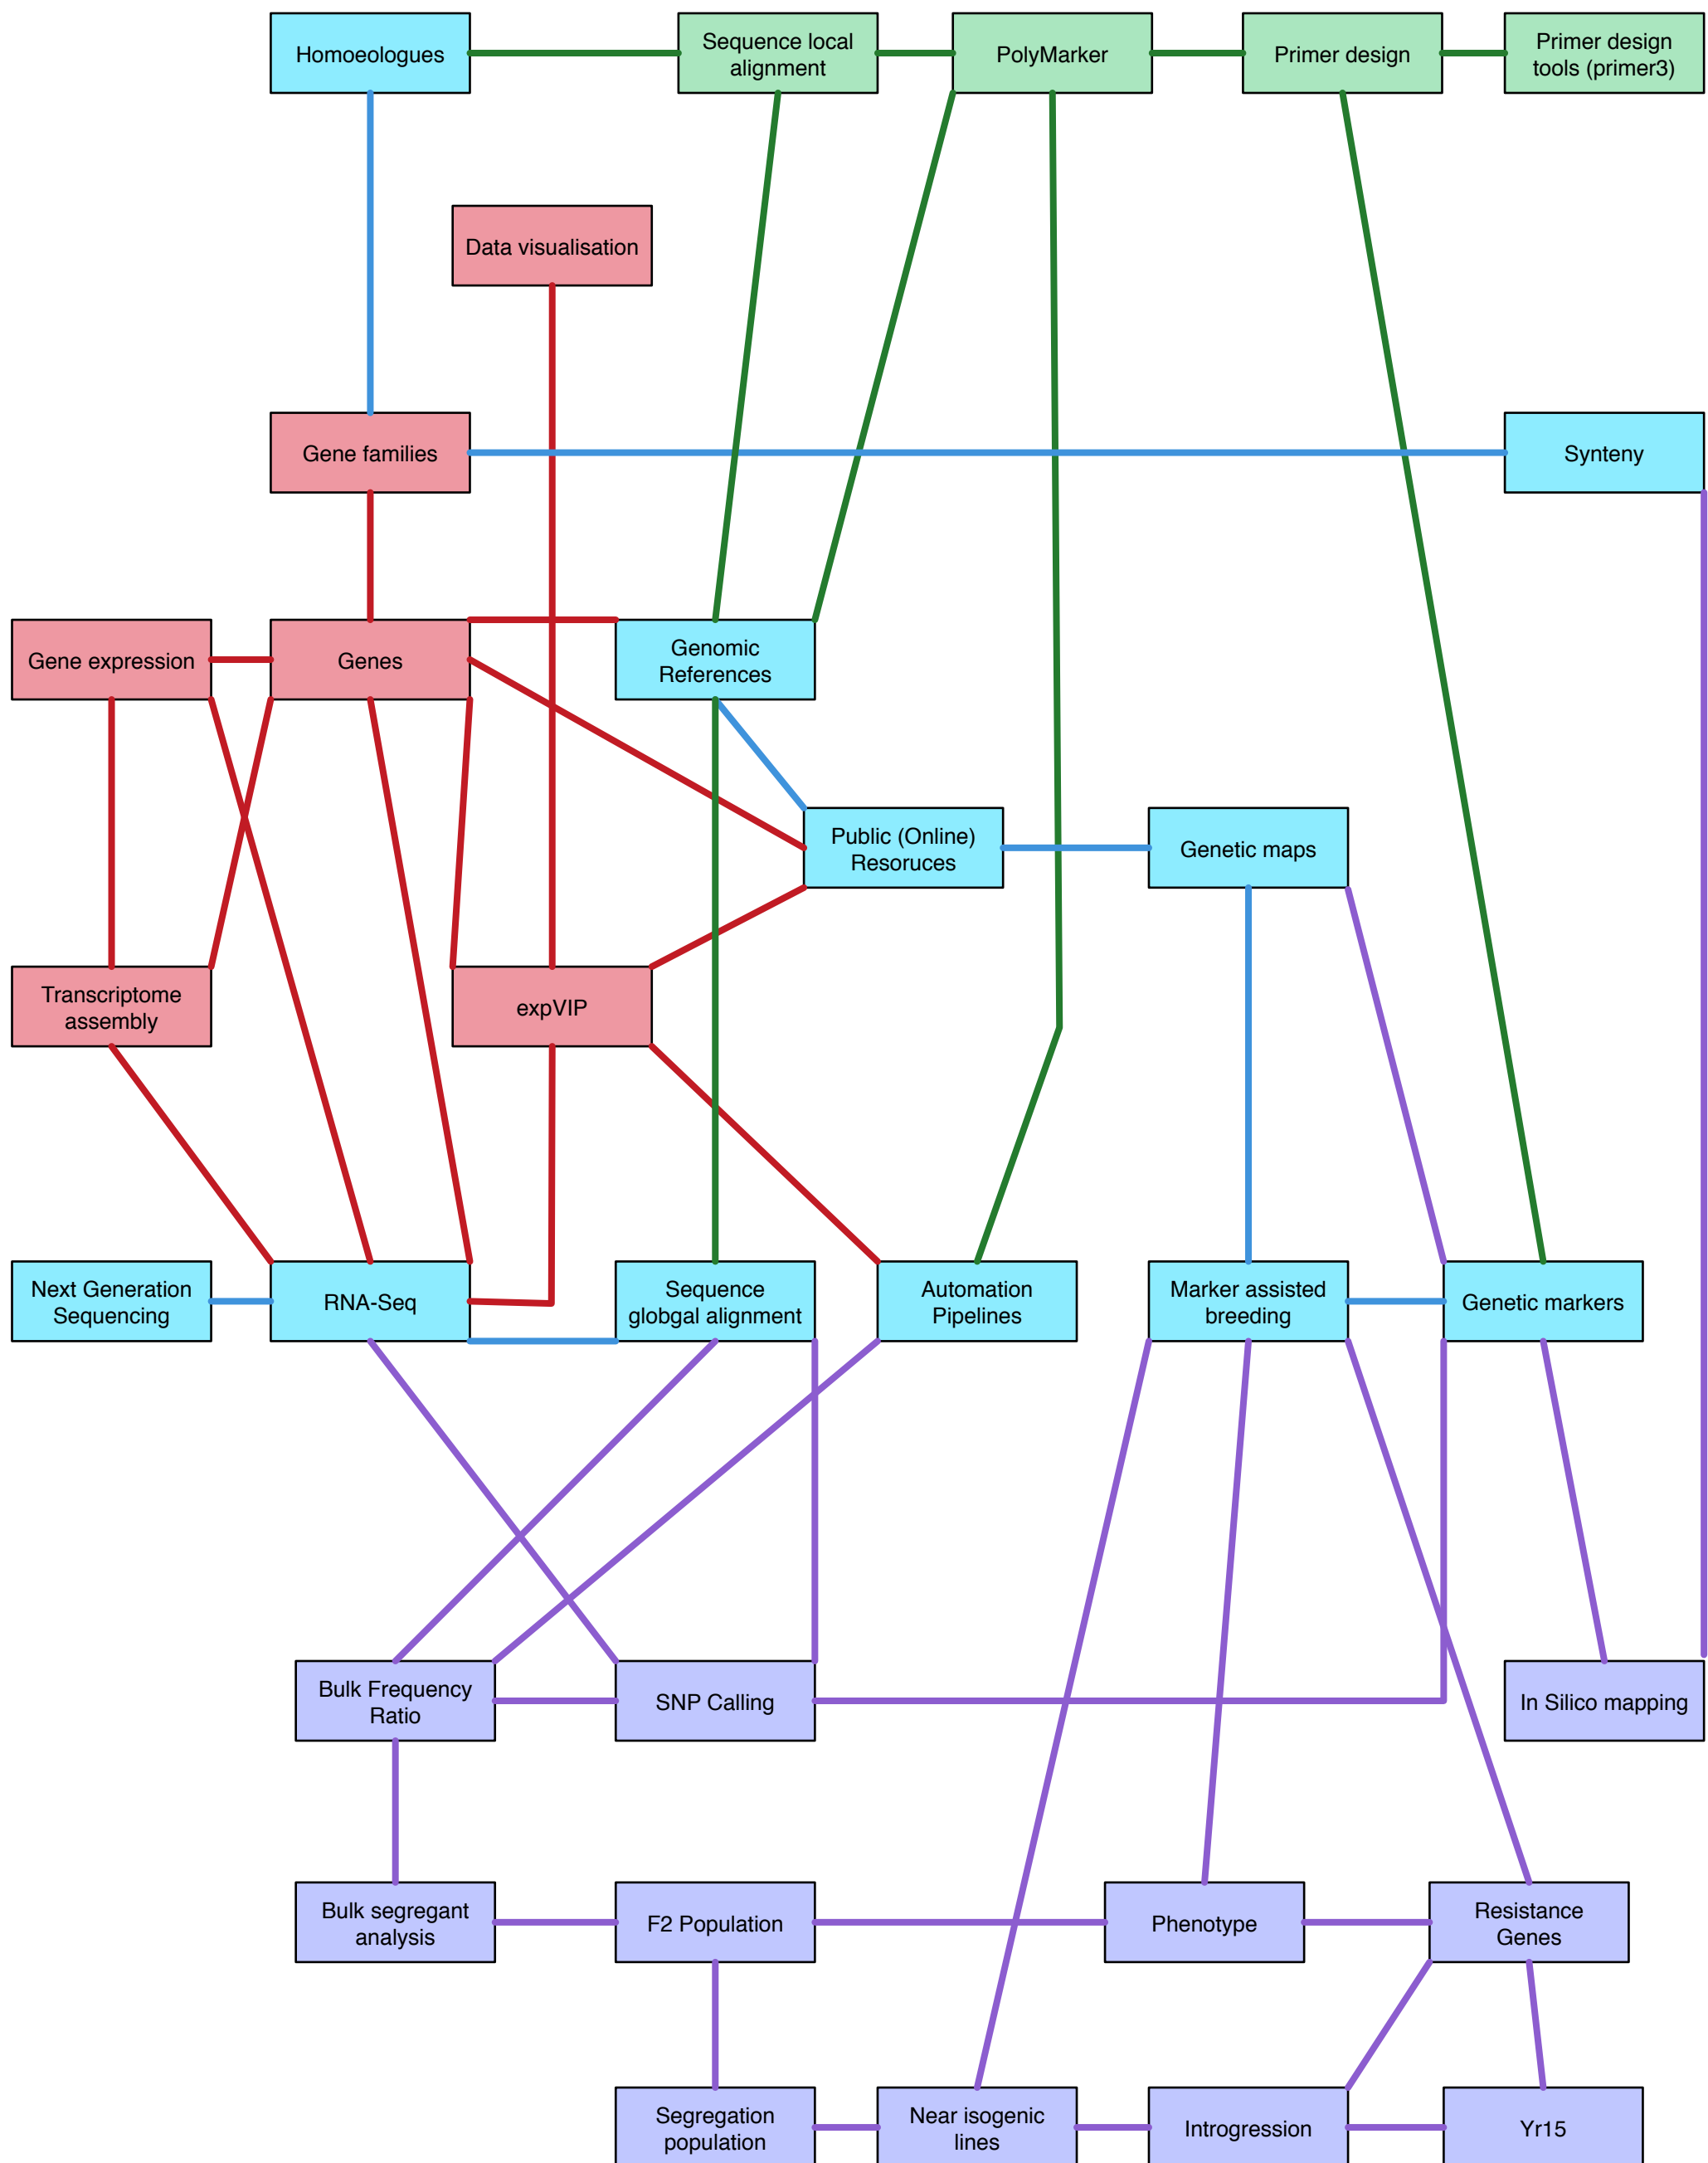 Homoeologues
Sequence local
alignment
PolyMarker
Primer design
Primer design
tools (primer3)
Data visualisation
Gene families
Synteny
Gene expression
Genes
Genomic
References
Public (Online)
Resoruces
Genetic maps
Transcriptome
assembly
expVIP
Next Generation
Sequencing
RNA-Seq
Sequence
globgal alignment
Automation
Pipelines
Marker assisted
breeding
Genetic markers
Bulk Frequency
Ratio
SNP Calling
In Silico mapping
Bulk segregant
analysis
F2 Population
Phenotype
Resistance
Genes
Segregation
population
Near isogenic
lines
Introgression
Yr15